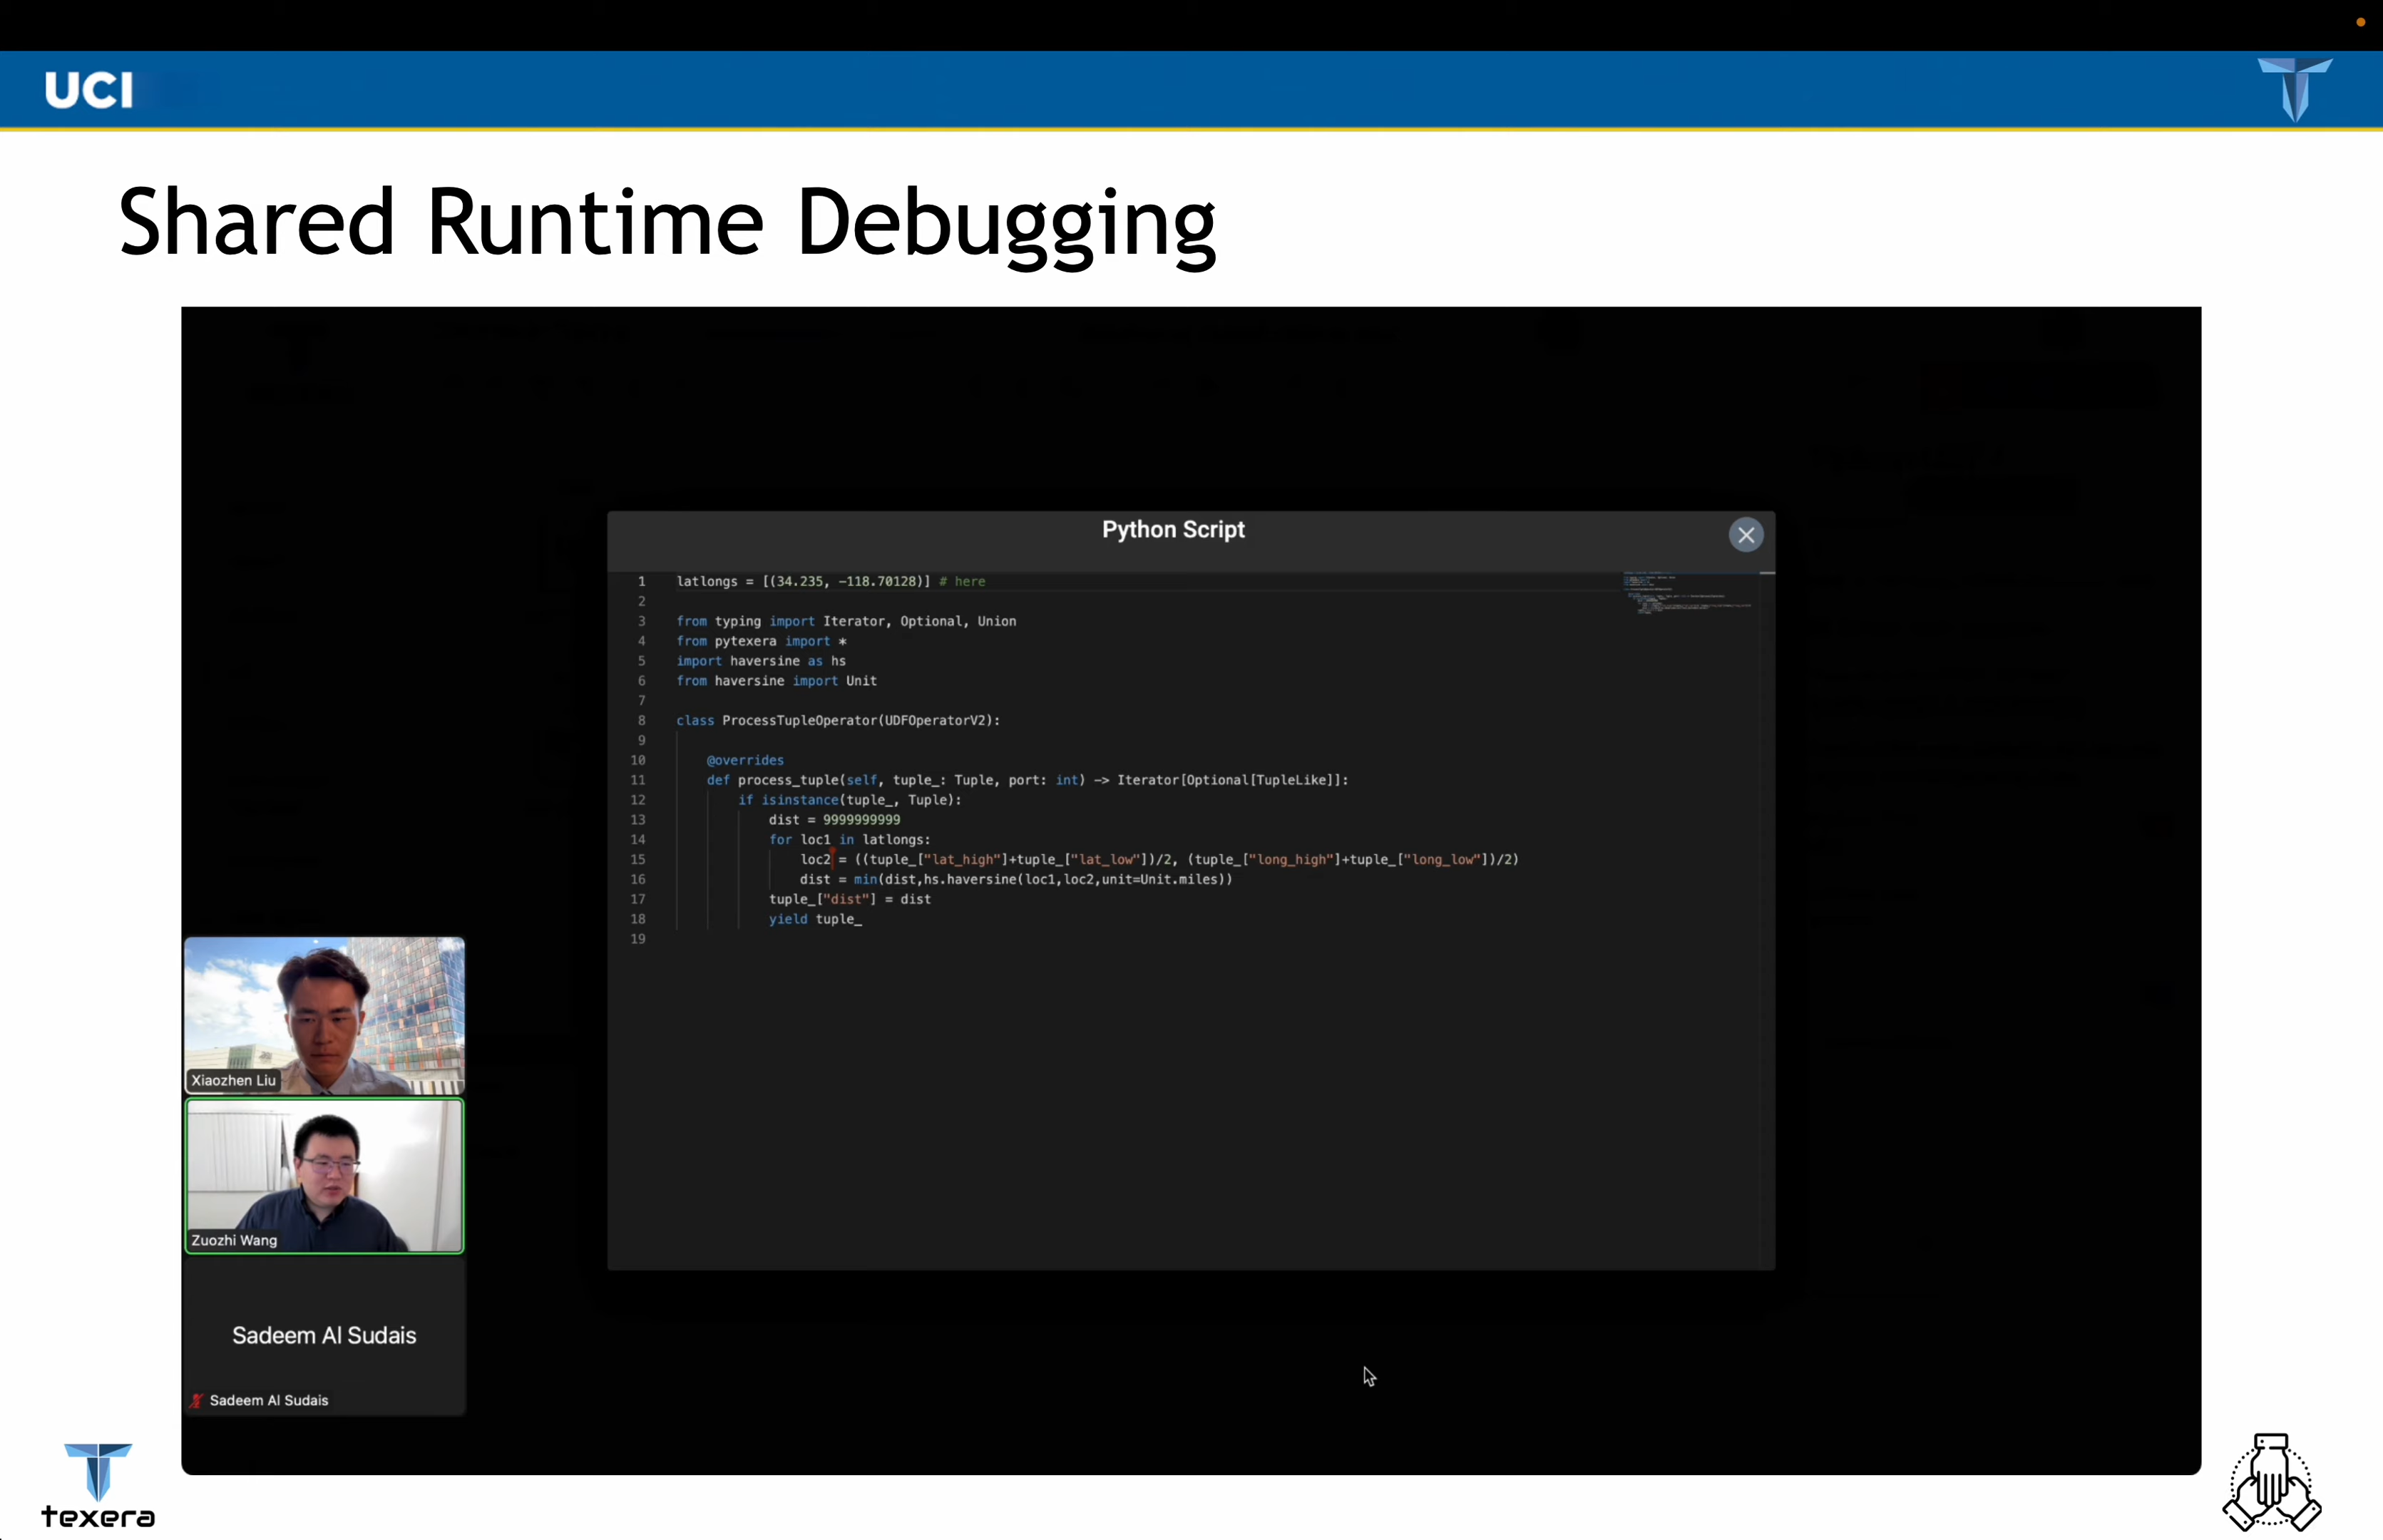 UCI
Shared Runtime Debugging
Python Script
1 latlongs = [(34.235, -118.70128)] # here
2
3 from typing import Iterator, Optional, Union
4 from pytexera import *
5 import haversine as hs
6 from haversine import Unit
7
8 class ProcessTupleOperator(UDFOperatorV2):
9
10 @overrides
11 def process_tuple(self, tuple_: Tuple, port: int) -> Iterator[Optional[TupleLike]]:
12 if isinstance(tuple_, Tuple):
13 dist = 9999999999
14 for loc1 in latlongs:
15 loc2 = ((tuple_["lat_high"]+tuple_["lat_low"])/2, (tuple_["long_high"]+tuple_["long_low"])/2)
16 dist = min(dist,hs.haversine(loc1,loc2,unit=Unit.miles))
17 tuple_["dist"] = dist
18 yield tuple_
19
Xiaozhen Liu
Zuozhi Wang
Sadeem Al Sudais
Sadeem Al Sudais
texera